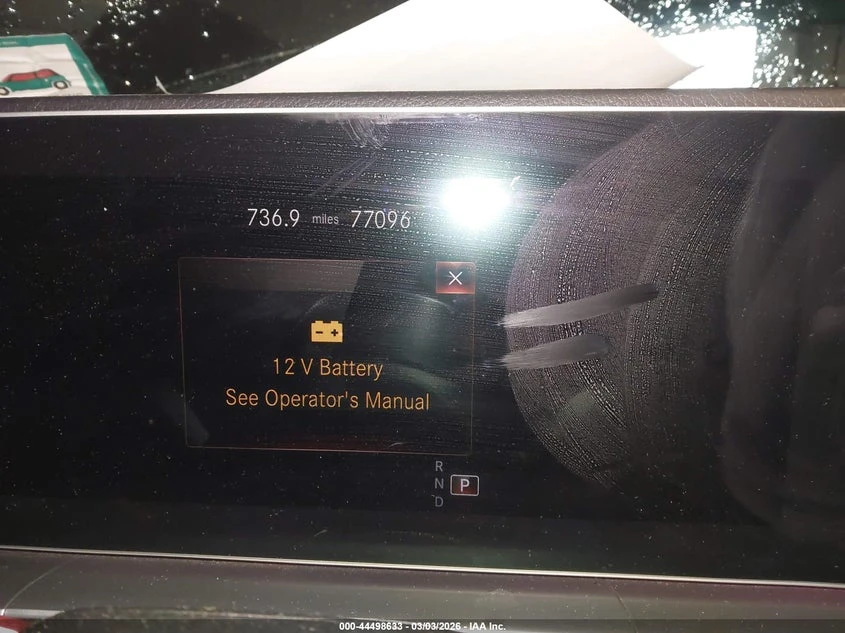 736.9 miles 77096
12 V Battery
See Operator's Manual
R
N P
D
000-44498633 - 03/03/2026 - IAA Inc.